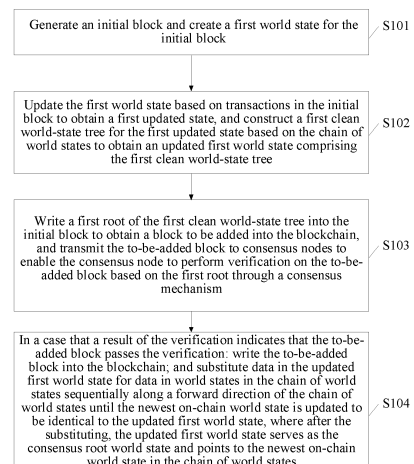 Generate an initial block and create a first world state for the
initial block
S101
Update the first world state based on transactions in the initial
block to obtain a first updated state, and construct a first clean
world-state tree for the first updated state based on the chain of
world states to obtain an updated first world state comprising
the first clean world-state tree
S102
Write a first root of the first clean world-state tree into the
initial block to obtain a block to be added into the blockchain,
and transmit the to-be-added block to consensus nodes to
enable the consensus node to perform verification on the to-be-
added block based on the first root through a consensus
mechanism
S103
In a case that a result of the verification indicates that the to-be-
added block passes the verification: write the to-be-added
block into the blockchain; and substitute data in the updated
first world state for data in world states in the chain of world
states sequentially along a forward direction of the chain of
world states until the newest on-chain world state is updated to
be identical to the updated first world state, where after the
substituting, the updated first world state serves as the
consensus root world state and points to the newest on-chain
world state in the chain of world states
S104